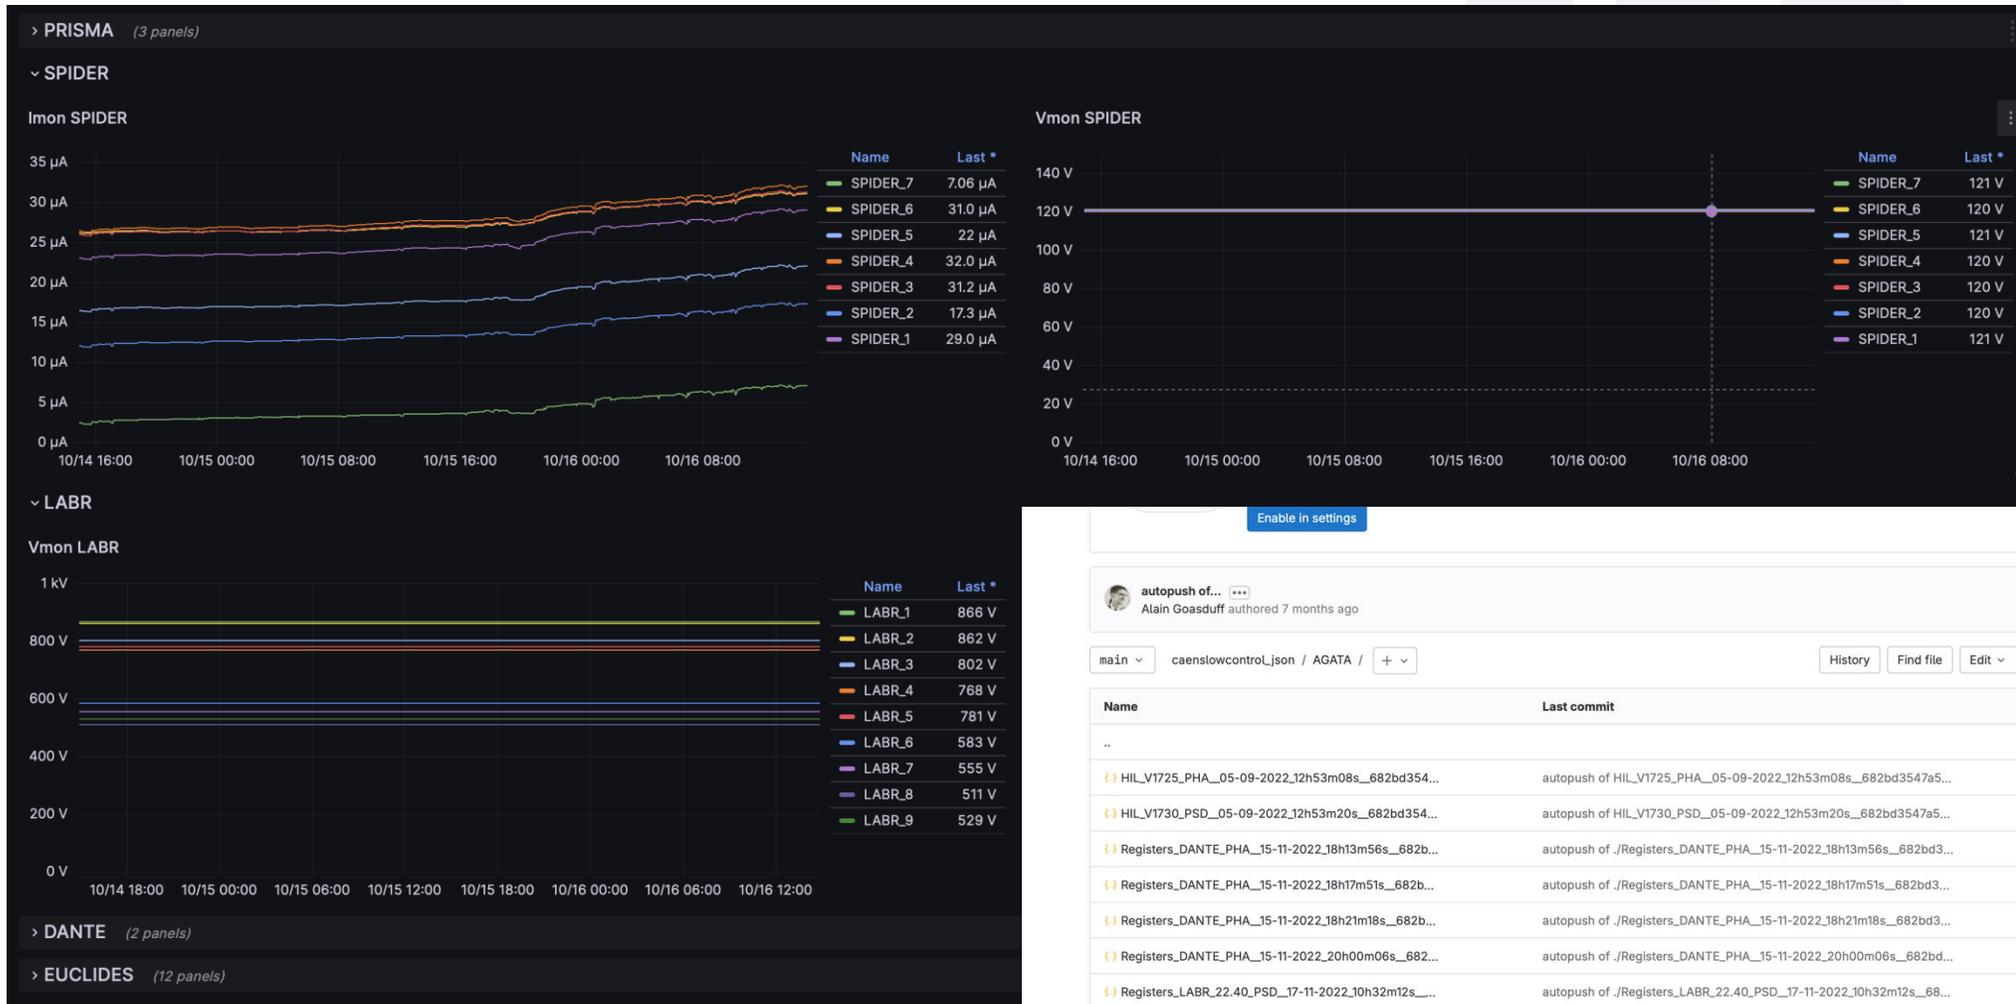 PRISMA (3 panels)
SPIDER
Imon SPIDER
35 µA
30 µA
25 µA
20 µA
15 µA
10 µA
5 µA
0 µA
10/14 16:00 10/15 00:00 10/15 08:00 10/15 16:00 10/16 00:00 10/16 08:00
Name Last *
SPIDER_7 7.06 µA
SPIDER_6 31.0 µA
SPIDER_5 22 µA
SPIDER_4 32.0 µA
SPIDER_3 31.2 µA
SPIDER_2 17.3 µA
SPIDER_1 29.0 µA
Vmon SPIDER
140 V
120 V
100 V
80 V
60 V
40 V
20 V
0 V
10/14 16:00 10/15 00:00 10/15 08:00 10/15 16:00 10/16 00:00 10/16 08:00
Name Last *
SPIDER_7 121 V
SPIDER_6 120 V
SPIDER_5 121 V
SPIDER_4 120 V
SPIDER_3 120 V
SPIDER_2 120 V
SPIDER_1 121 V
LABR
Vmon LABR
1 kV
800 V
600 V
400 V
200 V
0 V
10/14 18:00 10/15 00:00 10/15 06:00 10/15 12:00 10/15 18:00 10/16 00:00 10/16 06:00 10/16 12:00
Name Last *
LABR_1 866 V
LABR_2 862 V
LABR_3 802 V
LABR_4 768 V
LABR_5 781 V
LABR_6 583 V
LABR_7 555 V
LABR_8 511 V
LABR_9 529 V
DANTE (2 panels)
EUCLIDES (12 panels)
Enable in settings
autopush of...
Alain Goasduff authored 7 months ago
main caenslowcontrol_json / AGATA / + History Find file Edit
Name Last commit
..
HIL_V1725_PHA__05-09-2022_12h53m08s__682bd354... autopush of HIL_V1725_PHA__05-09-2022_12h53m08s__682bd3547a5...
HIL_V1730_PSD__05-09-2022_12h53m20s__682bd354... autopush of HIL_V1730_PSD__05-09-2022_12h53m20s__682bd3547a5...
Registers_DANTE_PHA__15-11-2022_18h13m56s__682b... autopush of ./Registers_DANTE_PHA__15-11-2022_18h13m56s__682bd3...
Registers_DANTE_PHA__15-11-2022_18h17m51s__682b... autopush of ./Registers_DANTE_PHA__15-11-2022_18h17m51s__682bd3...
Registers_DANTE_PHA__15-11-2022_18h21m18s__682b... autopush of ./Registers_DANTE_PHA__15-11-2022_18h21m18s__682bd3...
Registers_DANTE_PHA__15-11-2022_20h00m06s__682... autopush of ./Registers_DANTE_PHA__15-11-2022_20h00m06s__682bd...
Registers_LABR_22.40_PSD__17-11-2022_10h32m12s__... autopush of ./Registers_LABR_22.40_PSD__17-11-2022_10h32m12s__68...